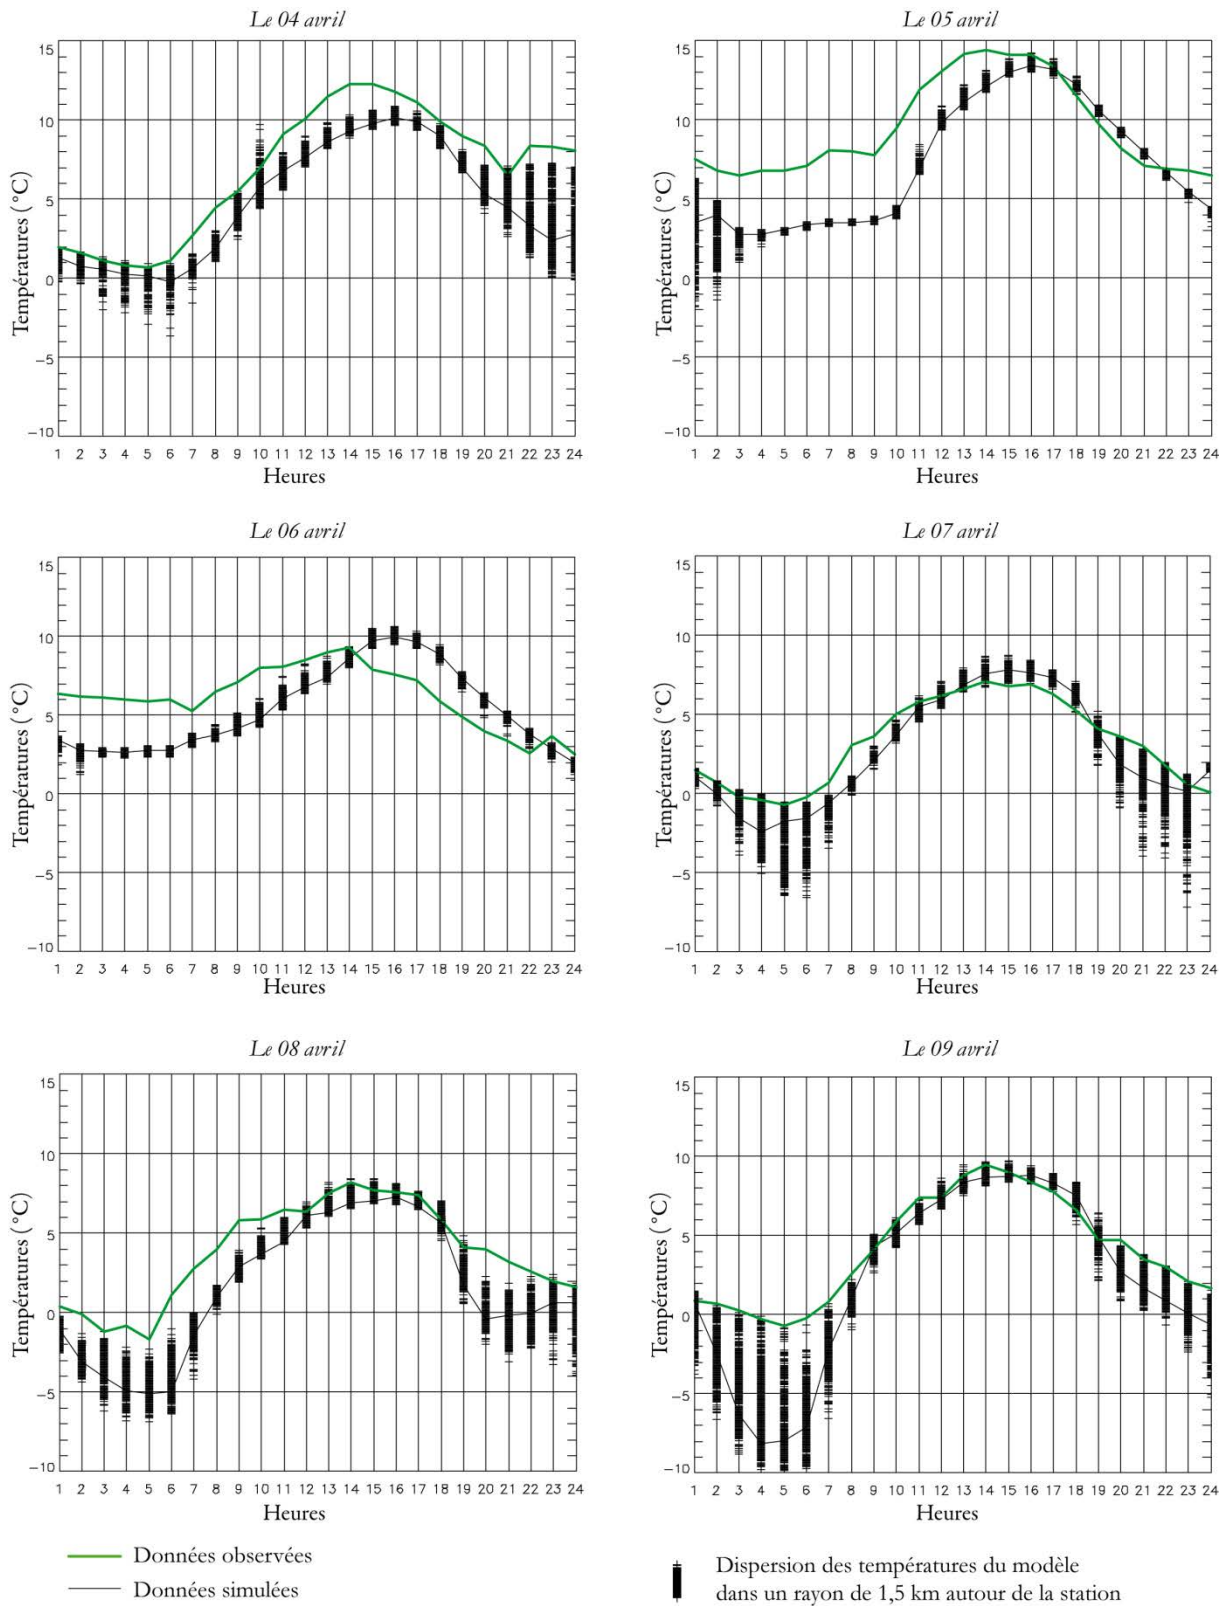 Le 04 avril
Températures (°C)
15
10
5
0
−5
−10
1 2 3 4 5 6 7 8 9 10 11 12 13 14 15 16 17 18 19 20 21 22 23 24
Heures
Le 05 avril
Températures (°C)
15
10
5
0
−5
−10
1 2 3 4 5 6 7 8 9 10 11 12 13 14 15 16 17 18 19 20 21 22 23 24
Heures
Le 06 avril
Températures (°C)
15
10
5
0
−5
−10
1 2 3 4 5 6 7 8 9 10 11 12 13 14 15 16 17 18 19 20 21 22 23 24
Heures
Le 07 avril
Températures (°C)
15
10
5
0
−5
−10
1 2 3 4 5 6 7 8 9 10 11 12 13 14 15 16 17 18 19 20 21 22 23 24
Heures
Le 08 avril
Températures (°C)
15
10
5
0
−5
−10
1 2 3 4 5 6 7 8 9 10 11 12 13 14 15 16 17 18 19 20 21 22 23 24
Heures
Le 09 avril
Températures (°C)
15
10
5
0
−5
−10
1 2 3 4 5 6 7 8 9 10 11 12 13 14 15 16 17 18 19 20 21 22 23 24
Heures
Données observées
Données simulées
Dispersion des températures du modèle
dans un rayon de 1,5 km autour de la station